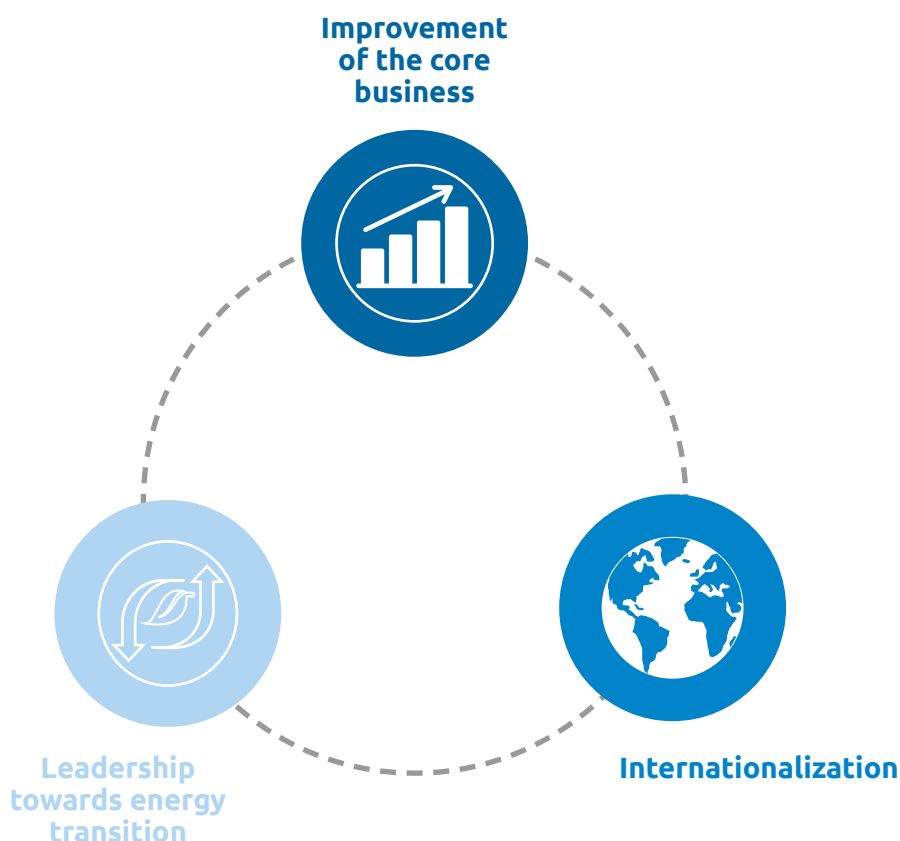 Improvement
of the core
business
Leadership
towards energy
transition
Internationalization